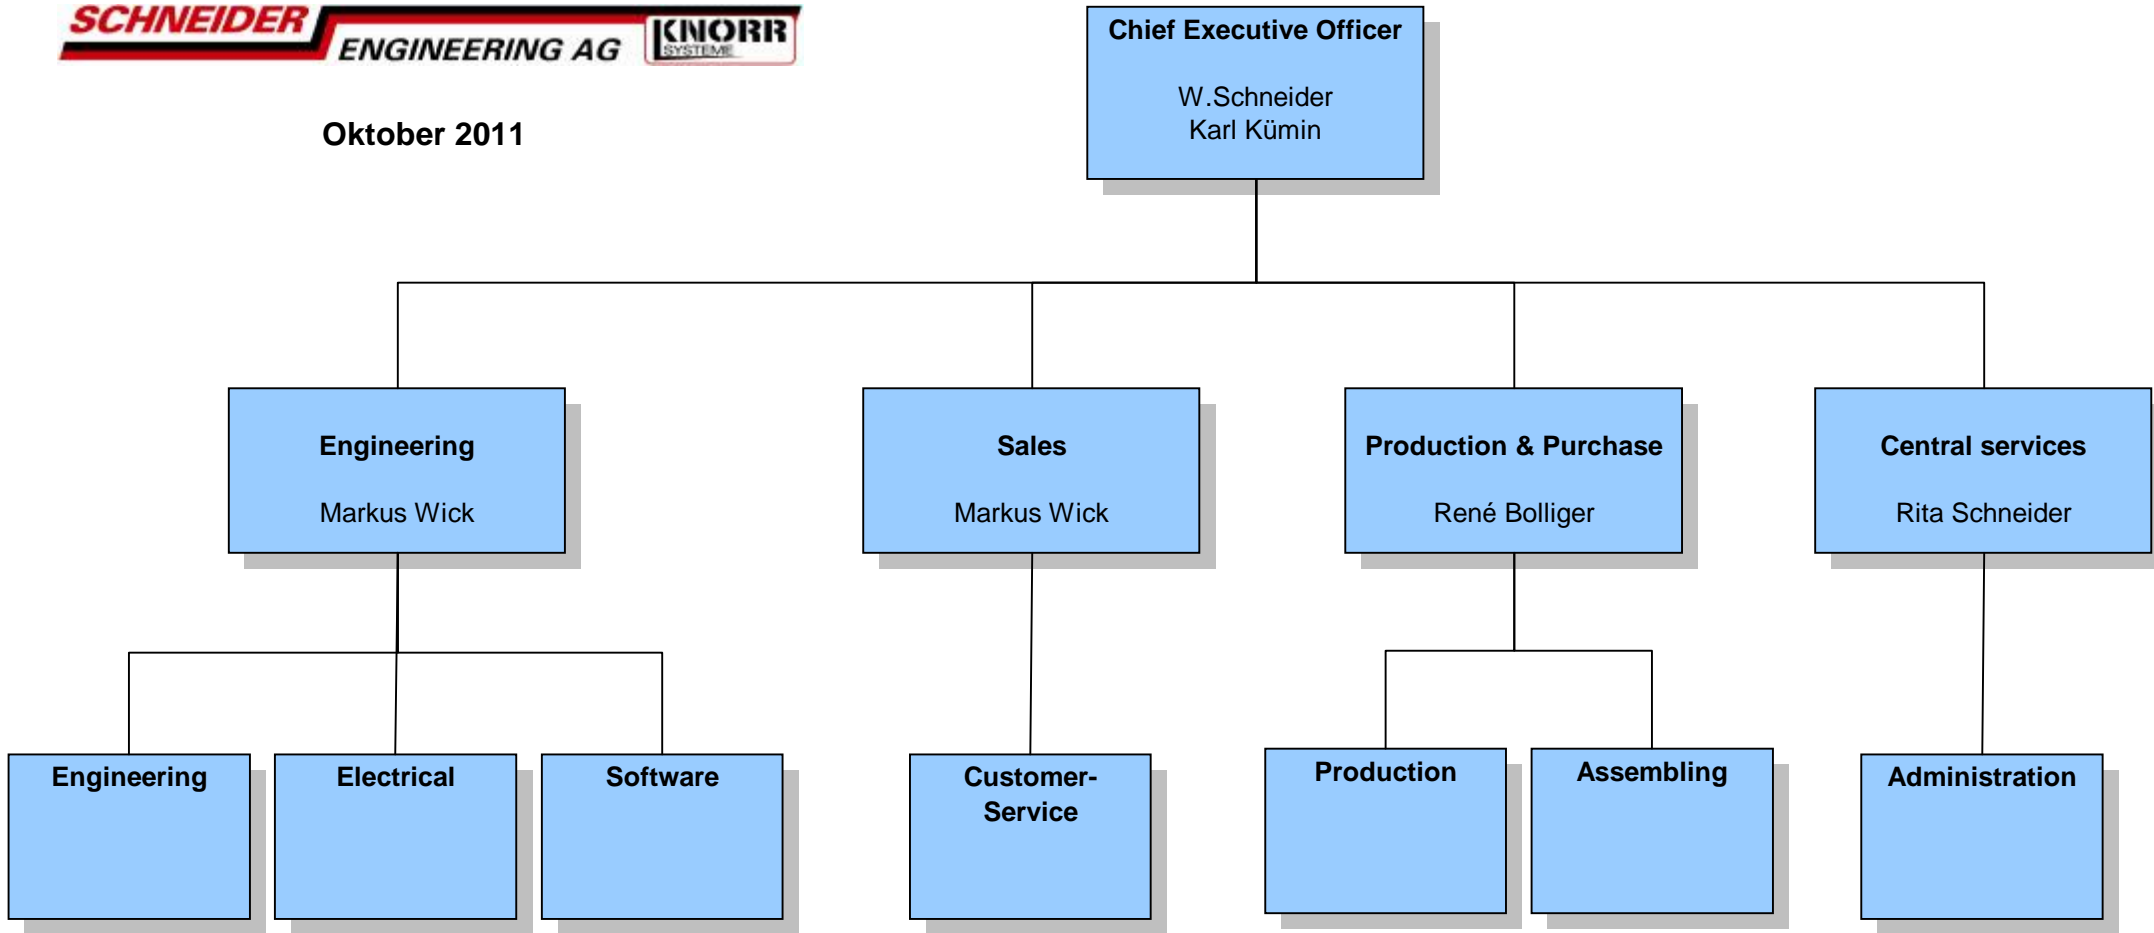 SCHNEIDER
ENGINEERING AG
KNORR
SYSTEME
Oktober 2011
Chief Executive Officer
W.Schneider
Karl Kümin
Engineering
Markus Wick
Sales
Markus Wick
Production & Purchase
René Bolliger
Central services
Rita Schneider
Engineering
Electrical
Software
Customer-
Service
Production
Assembling
Administration